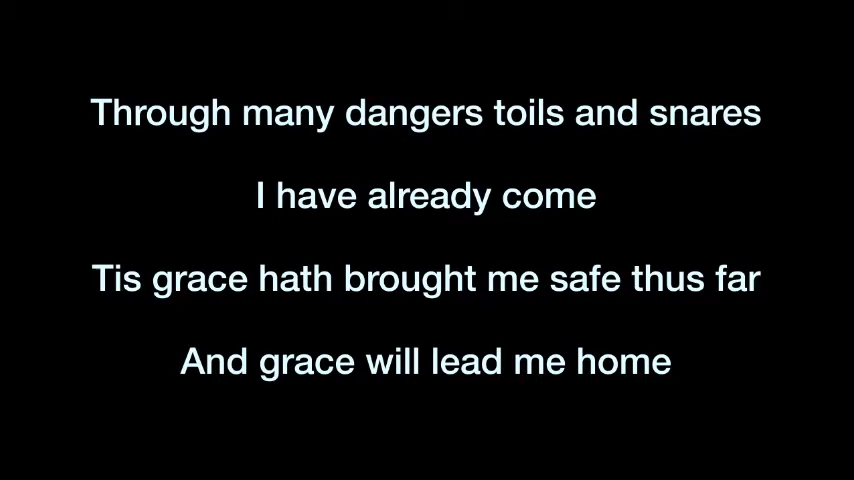 Through many dangers toils and snares
I have already come
Tis grace hath brought me safe thus far
And grace will lead me home